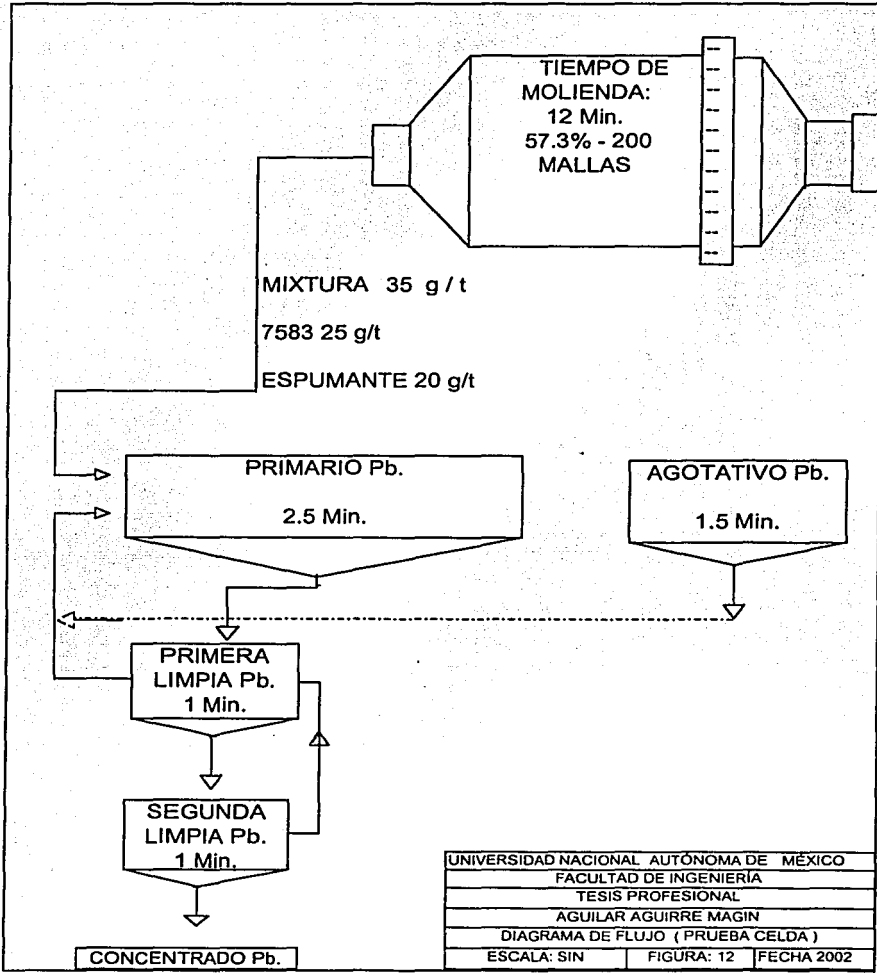 TIEMPO DE
MOLIENDA:
12 Min.
57.3% - 200
MALLAS
MIXTURA 35 g / t
7583 25 g/t
ESPUMANTE 20 g/t
PRIMARIO Pb.
2.5 Min.
AGOTATIVO Pb.
1.5 Min.
PRIMERA
LIMPIA Pb.
1 Min.
SEGUNDA
LIMPIA Pb.
1 Min.
CONCENTRADO Pb.
UNIVERSIDAD NACIONAL AUTÓNOMA DE MÉXICO
FACULTAD DE INGENIERÍA
TESIS PROFESIONAL
AGUILAR AGUIRRE MAGIN
DIAGRAMA DE FLUJO ( PRUEBA CELDA )
ESCALA: SIN FIGURA: 12 FECHA 2002